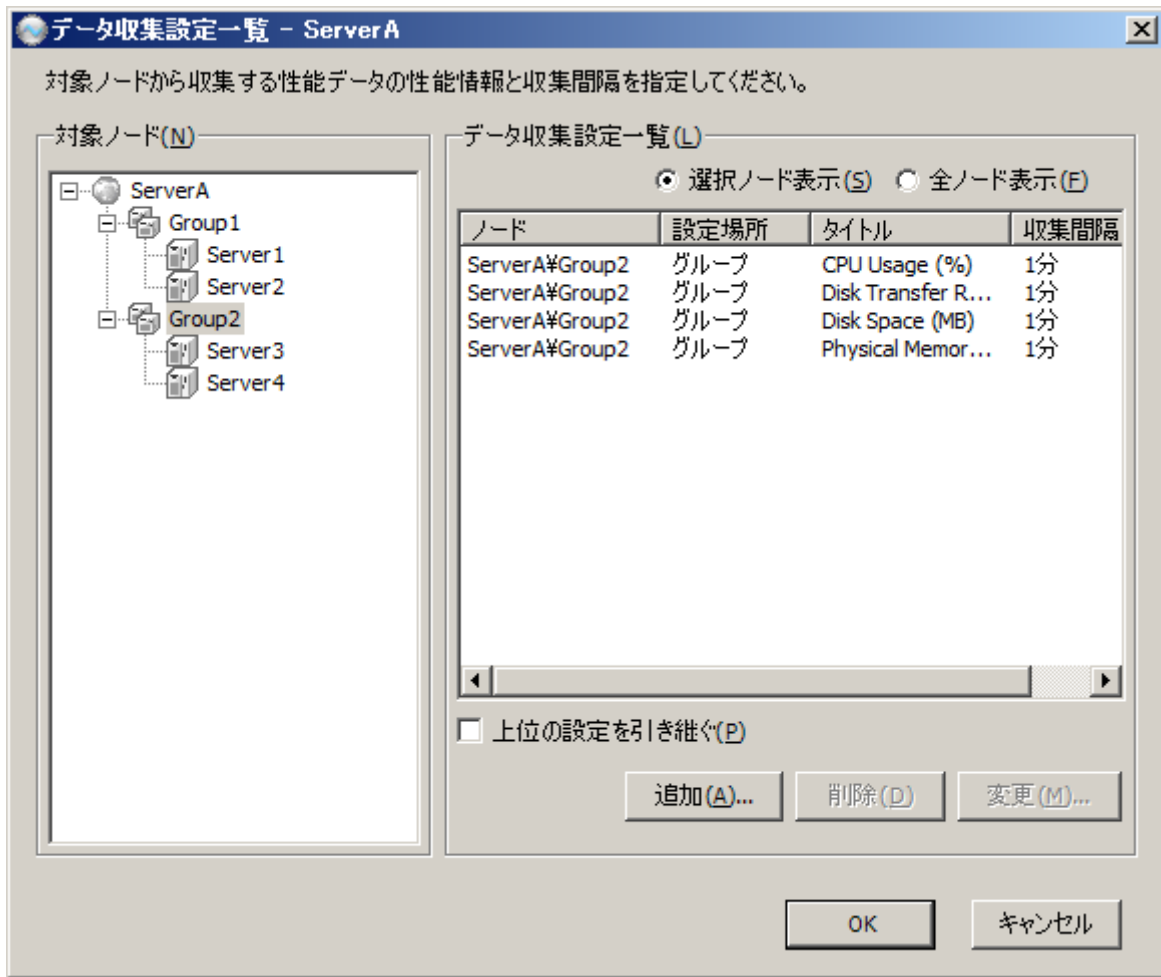 データ収集設定一覧 - ServerA
対象ノードから収集する性能データの性能情報と収集間隔を指定してください。
対象ノード(N)
ServerA
Group1
Server1
Server2
Group2
Server3
Server4
データ収集設定一覧(L)
選択ノード表示(S) 全ノード表示(F)
ノード 設定場所 タイトル 収集間隔
ServerA¥Group2 グループ CPU Usage (%) 1分
ServerA¥Group2 グループ Disk Transfer R... 1分
ServerA¥Group2 グループ Disk Space (MB) 1分
ServerA¥Group2 グループ Physical Memor... 1分
上位の設定を引き継ぐ(P)
追加(A)... 削除(D) 変更(M)...
OK キャンセル